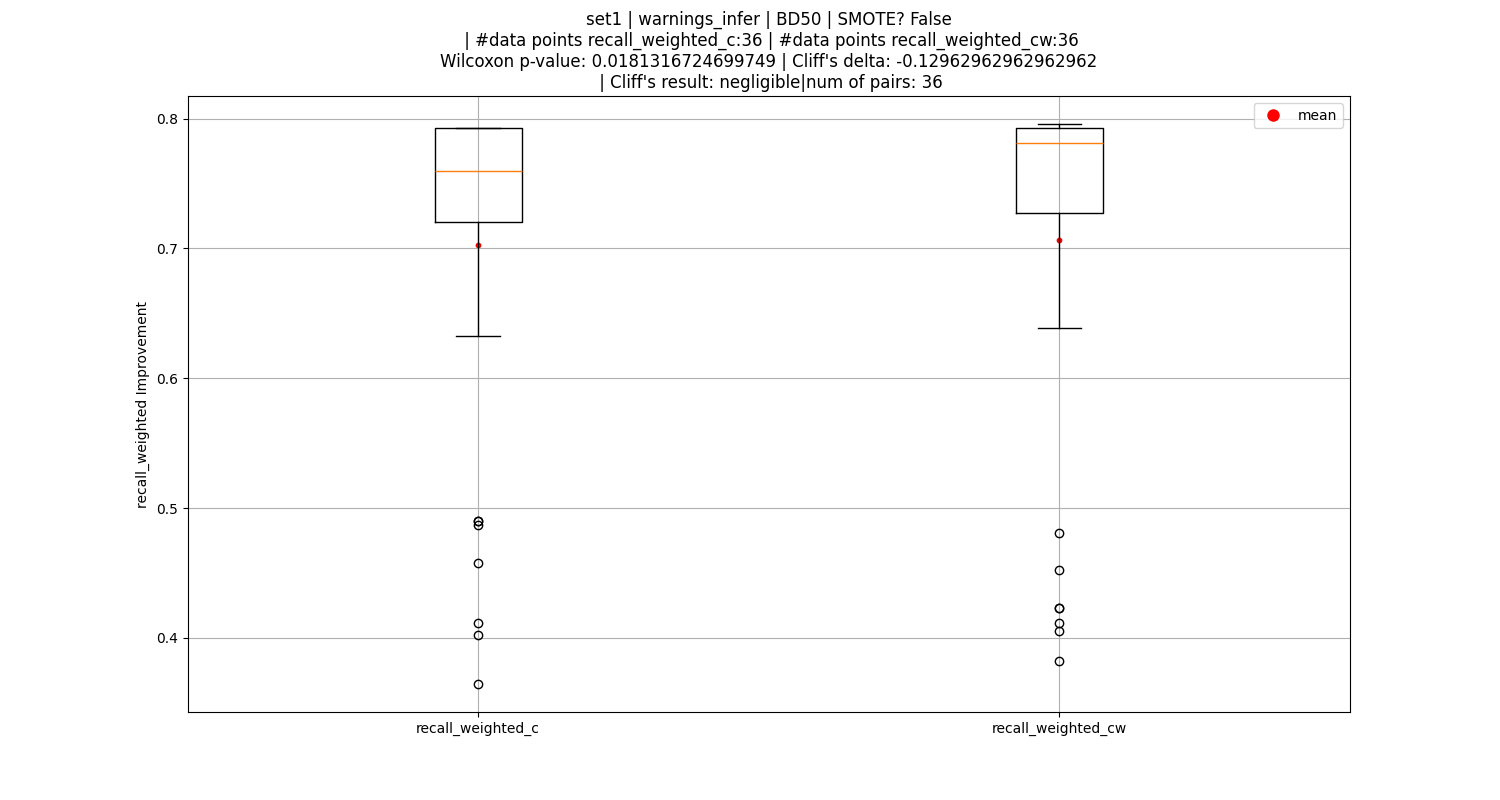 set1 | warnings_infer | BD50 | SMOTE? False
| #data points recall_weighted_c:36 | #data points recall_weighted_cw:36
Wilcoxon p-value: 0.0181316724699749 | Cliff's delta: -0.12962962962962962
| Cliff's result: negligible|num of pairs: 36
mean
0.8
0.7
0.6
0.5
0.4
recall_weighted Improvement
recall_weighted_c
recall_weighted_cw